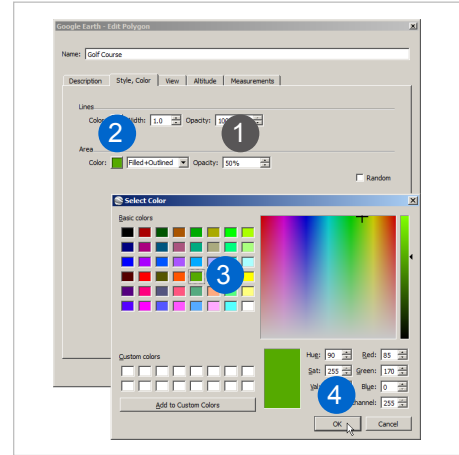 Google Earth - Edit Polygon
Name: Golf Course
Description Style, Color View Altitude Measurements
Lines
Width: 1.0 Opacity:
2
1
Area
Color: Filled+Outlined Opacity: 50%
Random
Select Color
Basic colors
3
Custom colors
Hue: 90 Red: 85
Sat: 255 Green: 170
Blue: 0
4
255
Add to Custom Colors
OK Cancel